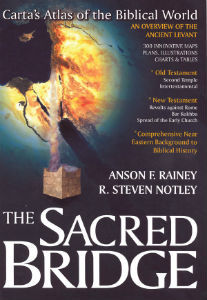 Carta's Atlas of the Biblical World
AN OVERVIEW OF THE
ANCIENT LEVANT
300 INNOVATIVE MAPS
PLANS, ILLUSTRATIONS
CHARTS & TABLES
* Old Testament
Second Temple
Intertestamental
* New Testament
Revolts against Rome
Bar Kokhba
Spread of the Early Church
* Comprehensive Near
Eastern Background to
Biblical History
ANSON F. RAINEY
R. STEVEN NOTLEY
THE SACRED
BRIDGE